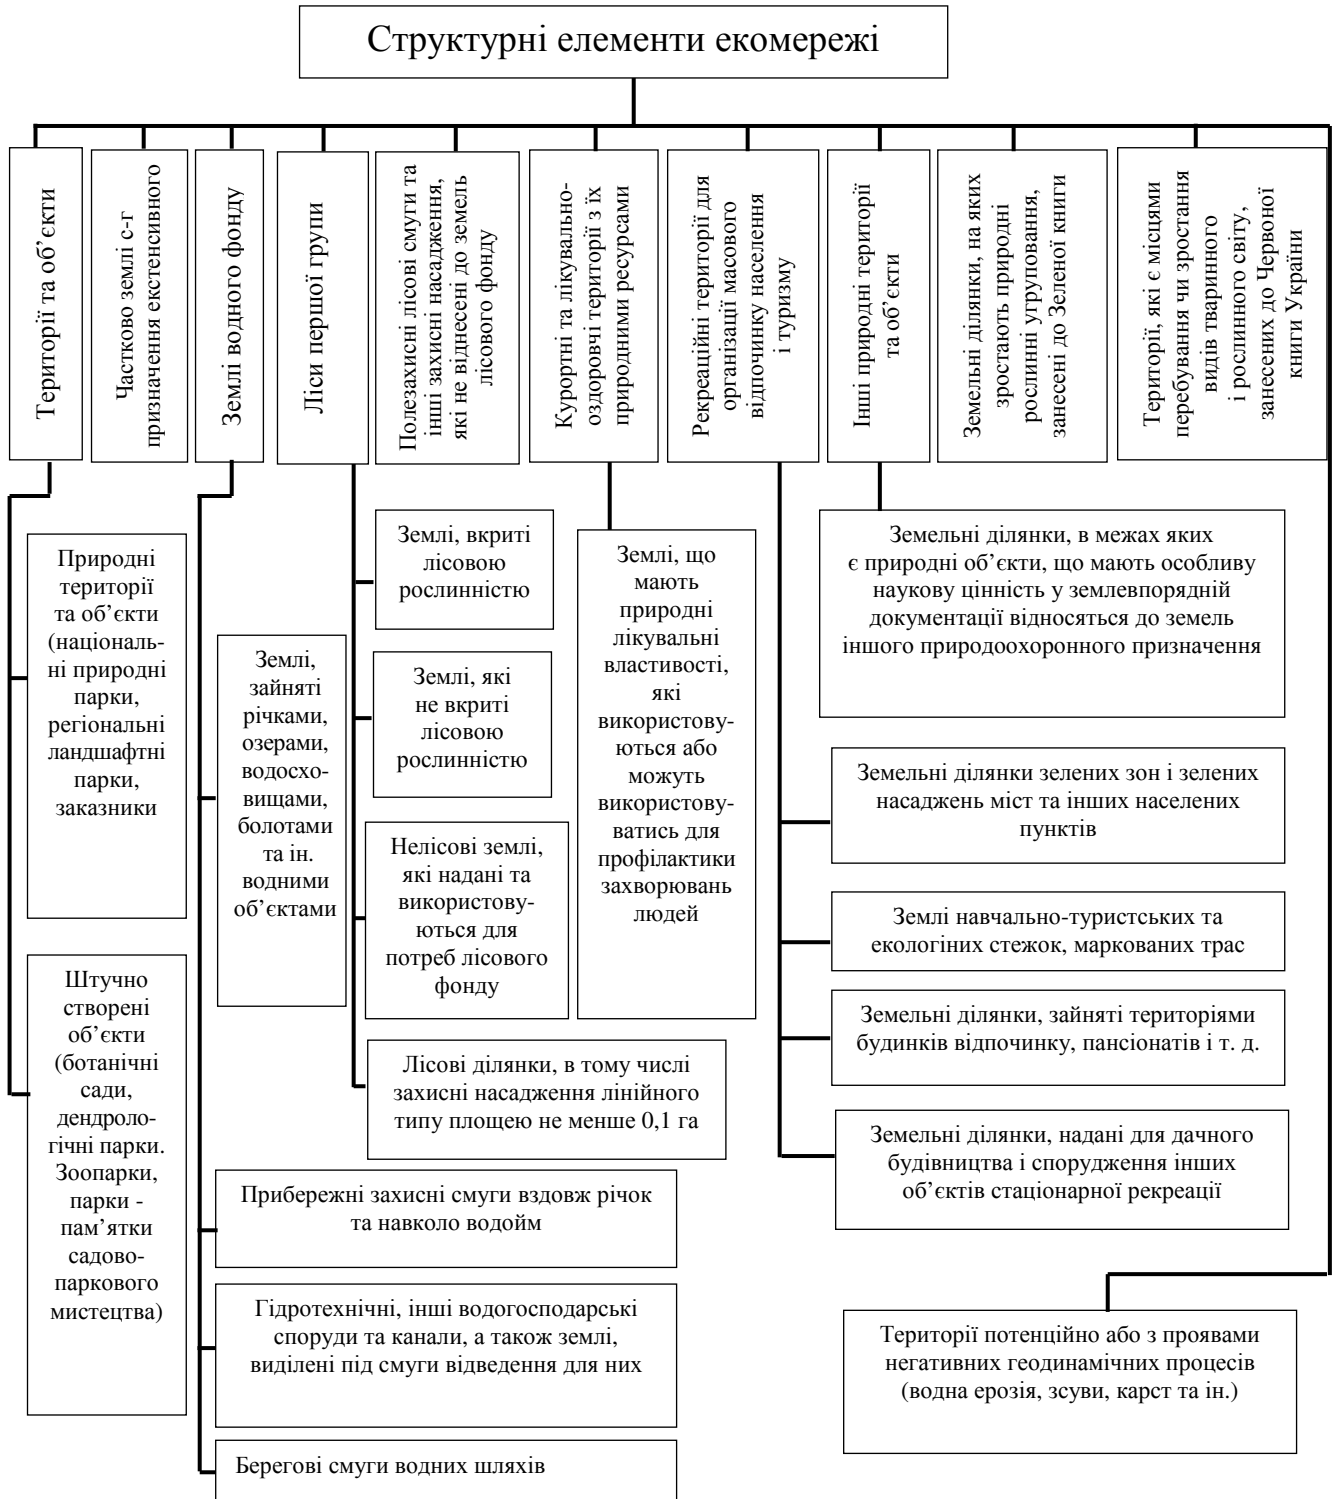 Структурні елементи екомережі
Території та об’єкти
Частково землі с-г
призначення екстенсивного
Землі водного фонду
Ліси першої групи
Полезахисні лісові смуги та
інші захисні насадження,
які не віднесені до земель
лісового фонду
Курортні та лікувально-
оздоровчі території з їх
природними ресурсами
Рекреаційні території для
організації масового
відпочинку населення
і туризму
Інші природні території
та об’єкти
Земельні ділянки, на яких
зростають природні
рослинні угруповання,
занесені до Зеленої книги
Території, які є місцями
перебування чи зростання
видів тваринного
і рослинного світу,
занесених до Червоної
книги України
Природні
території
та об’єкти
(національ-
ні природні
парки,
регіональні
ландшафтні
парки,
заказники
Штучно
створені
об’єкти
(ботанічні
сади,
дендроло-
гічні парки.
Зоопарки,
парки -
пам’ятки
садово-
паркового
мистецтва)
Землі,
зайняті
річками,
озерами,
водосхо-
вищами,
болотами
та ін.
водними
об’єктами
Прибережні захисні смуги вздовж річок
та навколо водойм
Гідротехнічні, інші водогосподарські
споруди та канали, а також землі,
виділені під смуги відведення для них
Берегові смуги водних шляхів
Землі, вкриті
лісовою
рослинністю
Землі, які
не вкриті
лісовою
рослинністю
Нелісові землі,
які надані та
використову-
ються для
потреб лісового
фонду
Лісові ділянки, в тому числі
захисні насадження лінійного
типу площею не менше 0,1 га
Землі, що
мають
природні
лікувальні
властивості,
які
використову-
ються або
можуть
використову-
ватись для
профілактики
захворювань
людей
Земельні ділянки, в межах яких
є природні об’єкти, що мають особливу
наукову цінність у землевпорядній
документації відносяться до земель
іншого природоохоронного призначення
Земельні ділянки зелених зон і зелених
насаджень міст та інших населених
пунктів
Землі навчально-туристських та
екологіних стежок, маркованих трас
Земельні ділянки, зайняті територіями
будинків відпочинку, пансіонатів і т. д.
Земельні ділянки, надані для дачного
будівництва і спорудження інших
об’єктів стаціонарної рекреації
Території потенційно або з проявами
негативних геодинамічних процесів
(водна ерозія, зсуви, карст та ін.)